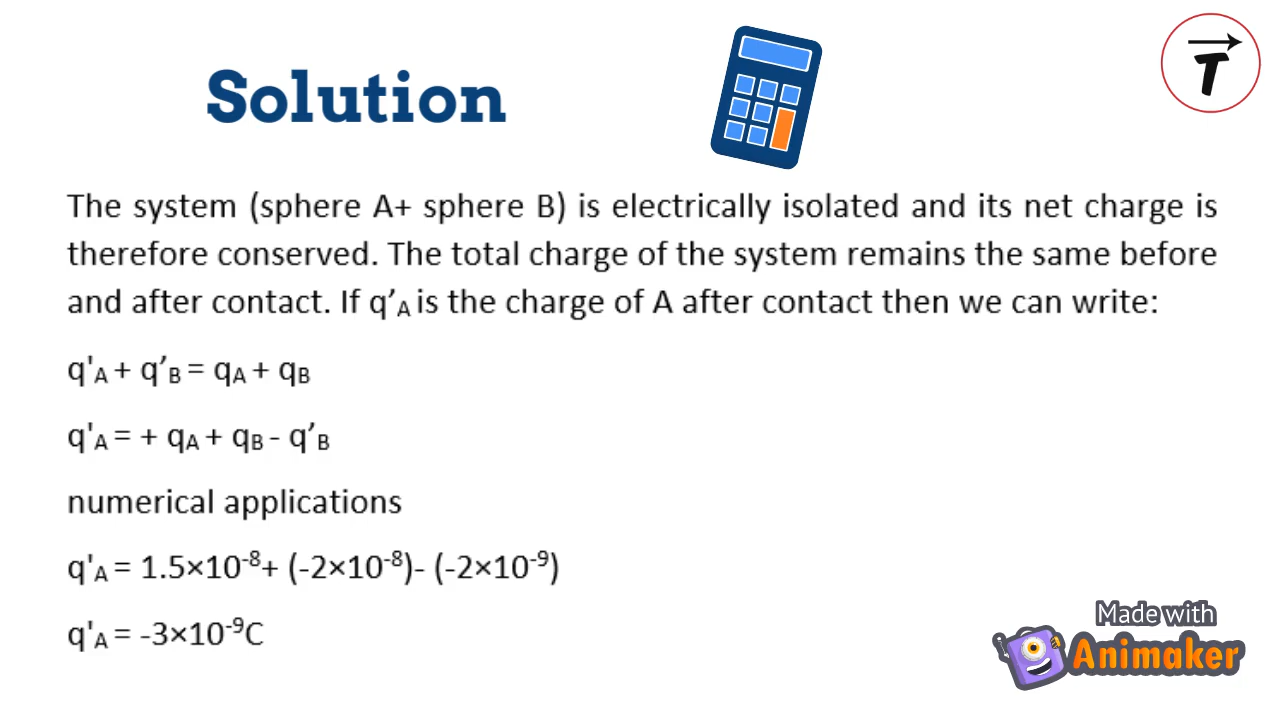 Solution
T
The system (sphere A+ sphere B) is electrically isolated and its net charge is
therefore conserved. The total charge of the system remains the same before
and after contact. If q’A is the charge of A after contact then we can write:
q'A + q’B = qA + qB
q'A = + qA + qB - q’B
numerical applications
q'A = 1.5×10⁻⁸+ (-2×10⁻⁸)- (-2×10⁻⁹)
q'A = -3×10⁻⁹C
Made with
Animaker